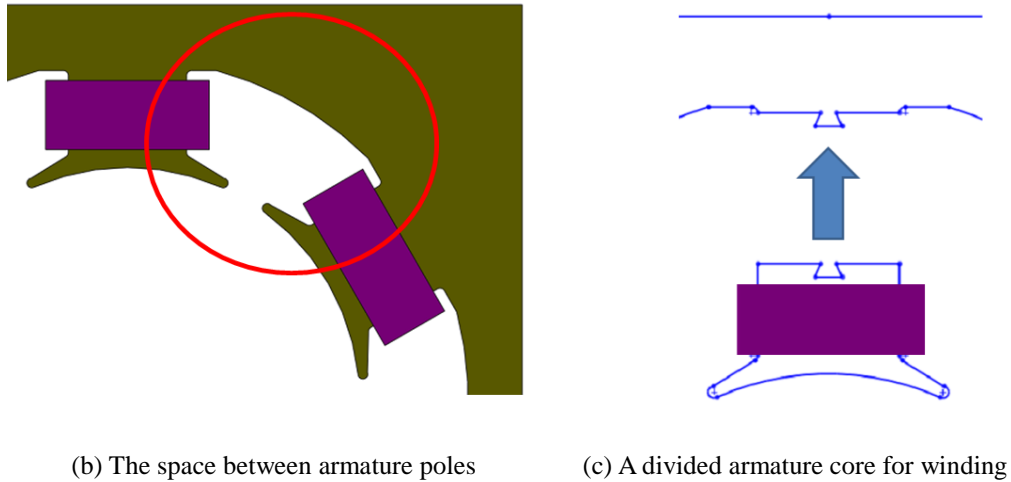 (b) The space between armature poles
(c) A divided armature core for winding